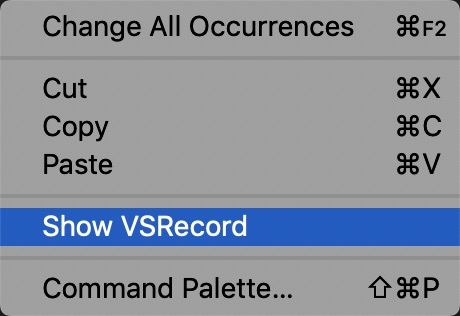 Change All Occurrences ⌘F2
Cut ⌘X
Copy ⌘C
Paste ⌘V
Show VSRecord
Command Palette... ⇧⌘P